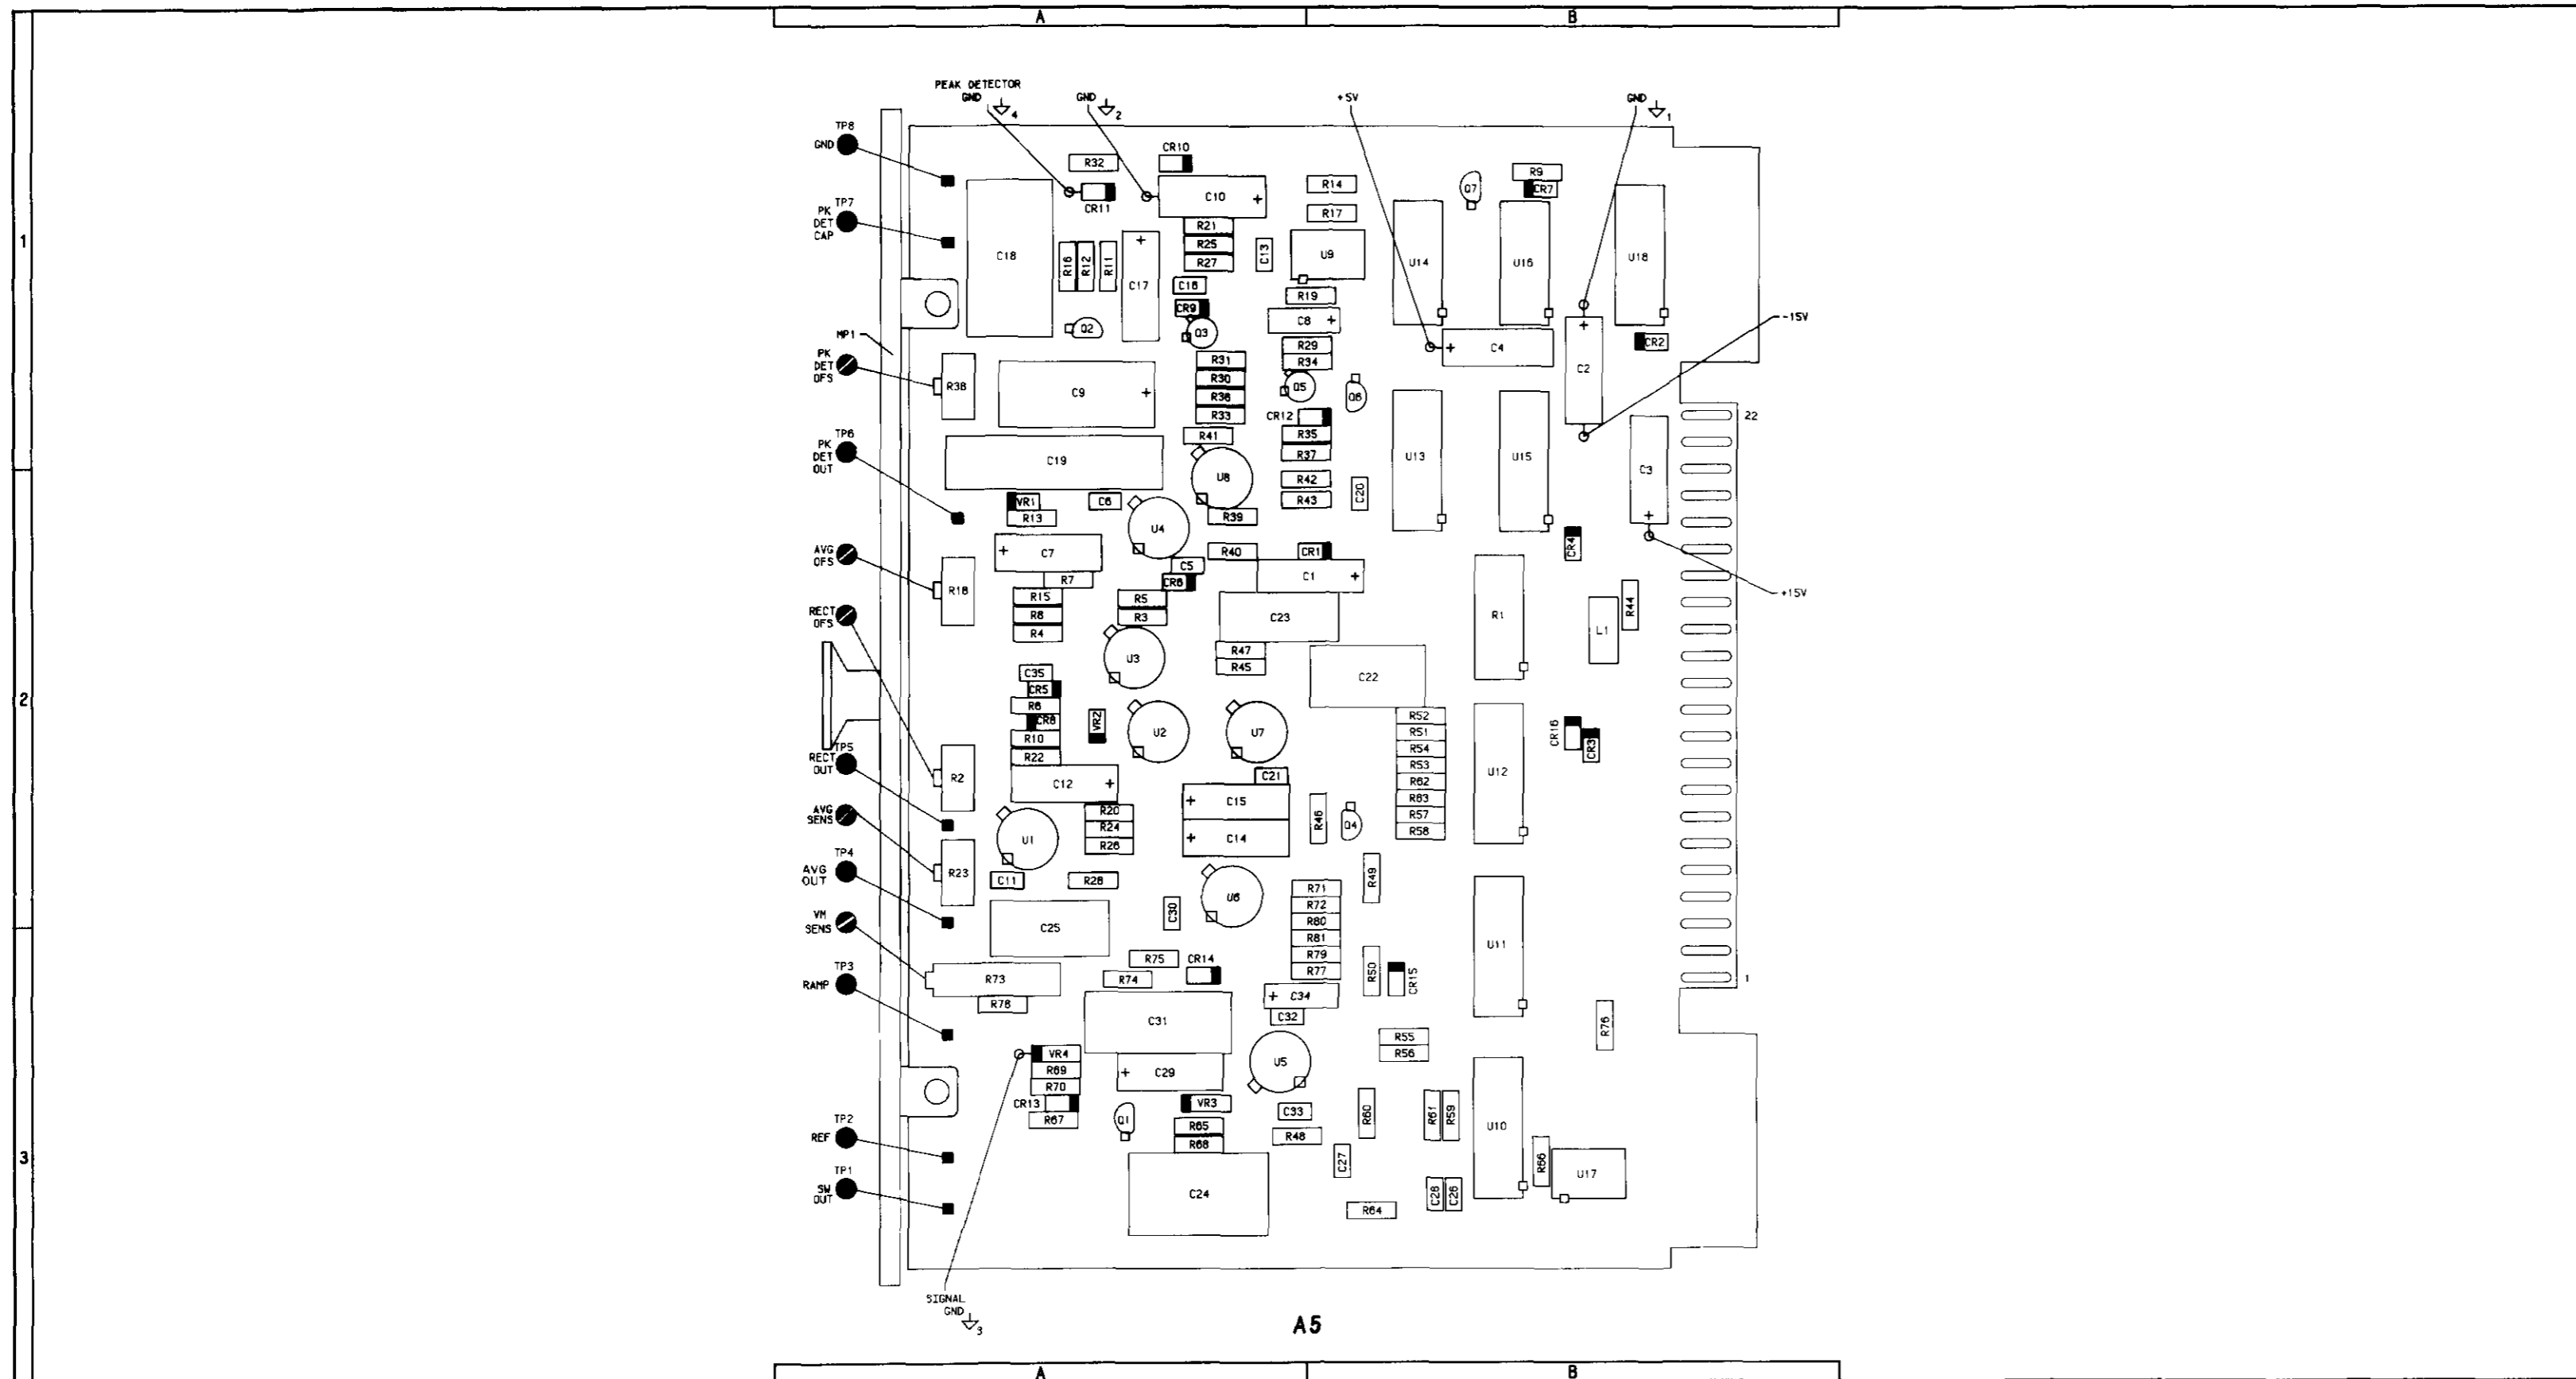 A B
PEAK DETECTOR
GND 4
GND 2
+5V
GND 1
TP8
GND
R32
CR10
R9
Q7
CR7
R14
C10 +
CR11
PK TP7
DET
CAP
R17
R21
1
R25
C13
U9
U14
U16
U18
C18
R16
R12
R11
+
C17
R27
C16
R19
CR9
C8 +
Q2
Q3
+
-15V
MP1
R29
+ C4
CR2
PK
DET
OFS
R31
R34
C2
R38
R30
Q5
Q6
C9 +
R36
R33
CR12
22
TP6
PK
DET
OUT
R41
R35
C19
R37
U13
U15
C3
U8
R42
VR1
C6
R43
C20
R13
R39
+
U4
CR4
AVG
OFS
+ C7
R40
CR1
C5
R7
CR6
C1 +
R18
R15
R5
+15V
RECT
OFS
R8
R3
C23
R1
R44
R4
L1
U3
R47
C35
R45
CR5
C22
2
R6
CR8
VR2
R52
R10
U2
U7
R51
CR16
CR3
TP5
RECT
OUT
R22
R54
R2
C12 +
C21
R53
U12
R62
AVG
SENS
R20
+ C15
R63
R24
R46
Q4
R57
U1
R26
+ C14
R58
TP4
AVG
OUT
R23
C11
R28
R49
U6
R71
R72
VM
SENS
C25
C30
R80
R81
U11
TP3
RAMP
R75
CR14
R79
R73
R74
R77
R50
CR15
1
R78
+ C34
C31
C32
R76
R55
VR4
U5
R56
R69
+ C29
R70
CR13
VR3
R67
Q1
C33
R60
R61
R59
TP2
REF
R65
R48
U10
R68
3
C27
R66
U17
TP1
SW
OUT
C24
C28
C26
R64
SIGNAL
GND 3
A5
A B